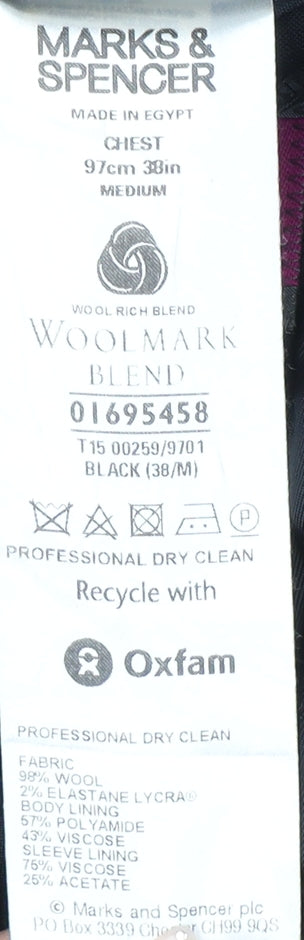 MARKS &
SPENCER
MADE IN EGYPT
CHEST
97cm 38in
MEDIUM
WOOL RICH BLEND
WOOLMARK
BLEND
01695458
T15 00259/9701
BLACK (38/M)
P
PROFESSIONAL DRY CLEAN
Recycle with
Oxfam
PROFESSIONAL DRY CLEAN
FABRIC
98% WOOL
2% ELASTANE LYCRA®
BODY LINING
57% POLYAMIDE
43% VISCOSE
SLEEVE LINING
75% VISCOSE
25% ACETATE
© Marks and Spencer plc
PO Box 3339 Chester CH99 9QS